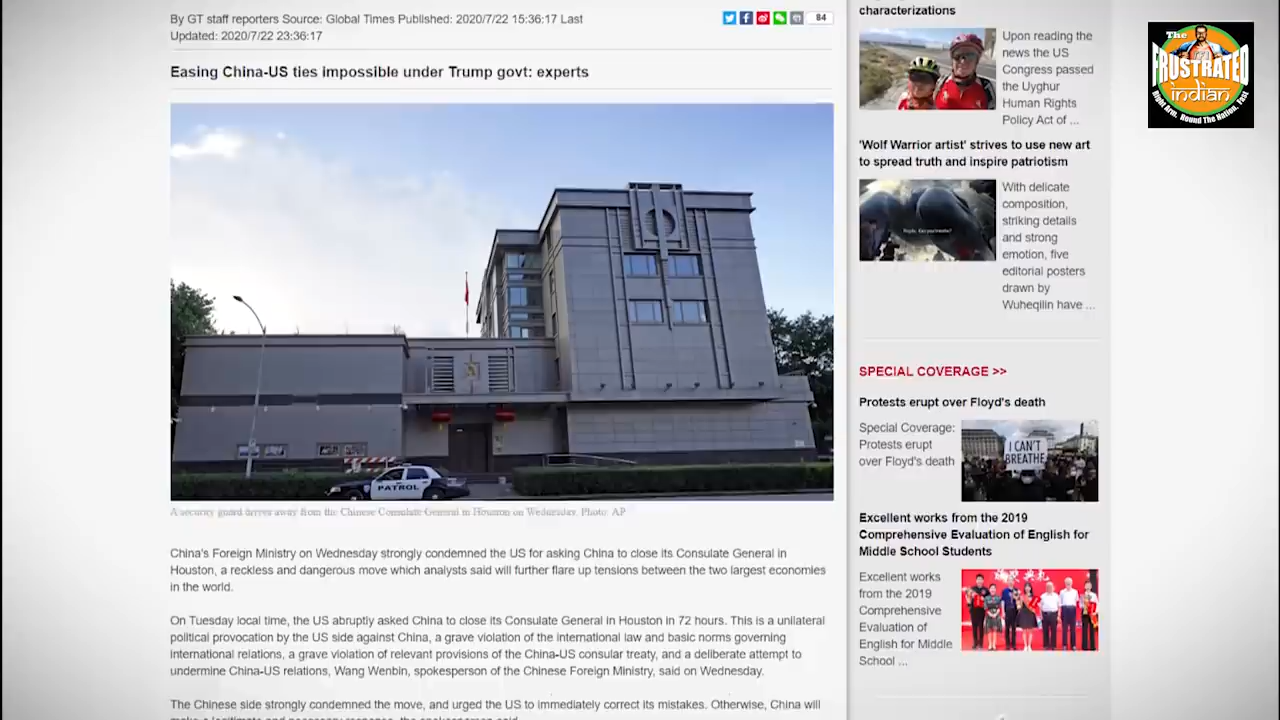 By GT staff reporters Source: Global Times Published: 2020/7/22 15:36:17 Last
Updated: 2020/7/22 23:36:17
84
Easing China-US ties impossible under Trump govt: experts
PATROL
A security guard drives away from the Chinese Consulate General in Houston on Wednesday. Photo: AP
China's Foreign Ministry on Wednesday strongly condemned the US for asking China to close its Consulate General in
Houston, a reckless and dangerous move which analysts said will further flare up tensions between the two largest economies
in the world.
On Tuesday local time, the US abruptly asked China to close its Consulate General in Houston in 72 hours. This is a unilateral
political provocation by the US side against China, a grave violation of the international law and basic norms governing
international relations, a grave violation of relevant provisions of the China-US consular treaty, and a deliberate attempt to
undermine China-US relations, Wang Wenbin, spokesperson of the Chinese Foreign Ministry, said on Wednesday.
The Chinese side strongly condemned the move, and urged the US to immediately correct its mistakes. Otherwise, China will
characterizations
Upon reading the
news the US
Congress passed
the Uyghur
Human Rights
Policy Act of ...
'Wolf Warrior artist' strives to use new art
to spread truth and inspire patriotism
With delicate
composition,
striking details
and strong
emotion, five
editorial posters
drawn by
Wuheqilin have ...
SPECIAL COVERAGE >>
Protests erupt over Floyd's death
Special Coverage:
Protests erupt
over Floyd's death
I CAN'T
BREATHE
Excellent works from the 2019
Comprehensive Evaluation of English for
Middle School Students
Excellent works
from the 2019
Comprehensive
Evaluation of
English for Middle
School ...
The
FRUSTRATED
indian
Right Arm, Round The Nation, Fast